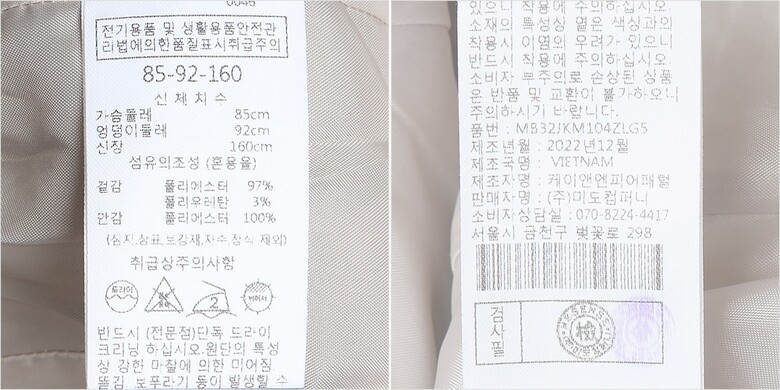 0045
전기용품 및 생활용품안전관
리법에의한품질표시취급주의
85-92-160
신체치수
가슴둘레 85cm
엉덩이둘레 92cm
신장 160cm
섬유의조성 (혼용율)
겉감 폴리에스터 97%
폴리우레탄 3%
안감 폴리에스터 100%
(심지,상표,보강재,자수,장식 제외)
취급상주의사항
드라이
2
반드시 (전문점)단독 드라이
크리닝 하십시오.원단의 특성
상 강한 마찰에 의한 미어짐
뜯김 보푸라기 등이 발생할 수
있으니 착용에 주의하십시오
소재의 특성상 옅은 색상과의
착용시 이염의 우려가 있으니
반드시 착용에 주의하십시오.
소비자 부주의로 손상된 상품
은 반품 및 교환이 불가하오니
주의하시기 바랍니다.
품번 : MB32JKM104ZLG5
제조년월 : 2022년12월
제조국명 : VIETNAM
제조자명 : 케이앤엔피어패럴
판매자명 : (주)미도컴퍼니
소비자상담실 : 070-8224-4417
서울시 금천구 벚꽃로 298
검사필